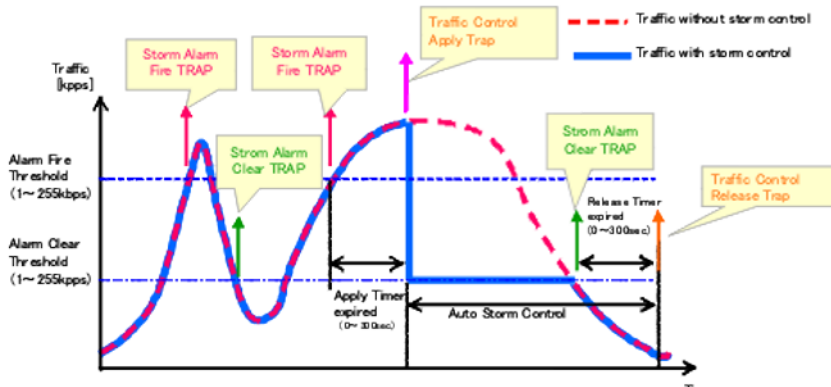 Traffic
[kpps]
Storm Alarm
Fire TRAP
Storm Alarm
Fire TRAP
Traffic Control
Apply Trap
Traffic without storm control
Traffic with storm control
Strom Alarm
Clear TRAP
Strom Alarm
Clear TRAP
Alarm Fire
Threshold
(1~255kbps)
Traffic Control
Release Trap
Release Timer
expired
(0~300sec)
Alarm Clear
Threshold
(1~255kpps)
Apply Timer
expired
(0~300sec)
Auto Storm Control